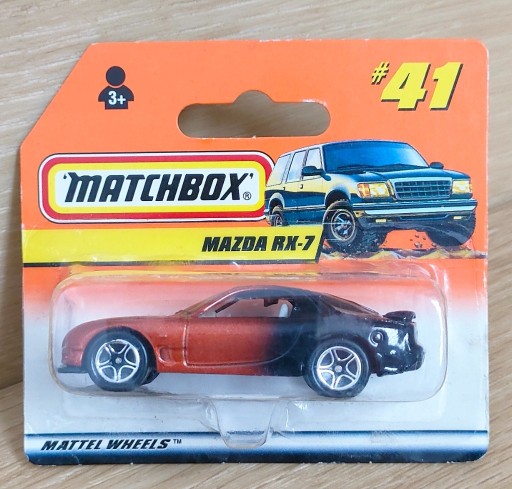 3+
#41
'MATCHBOX'®
MAZDA RX-7
MATTEL WHEELS™